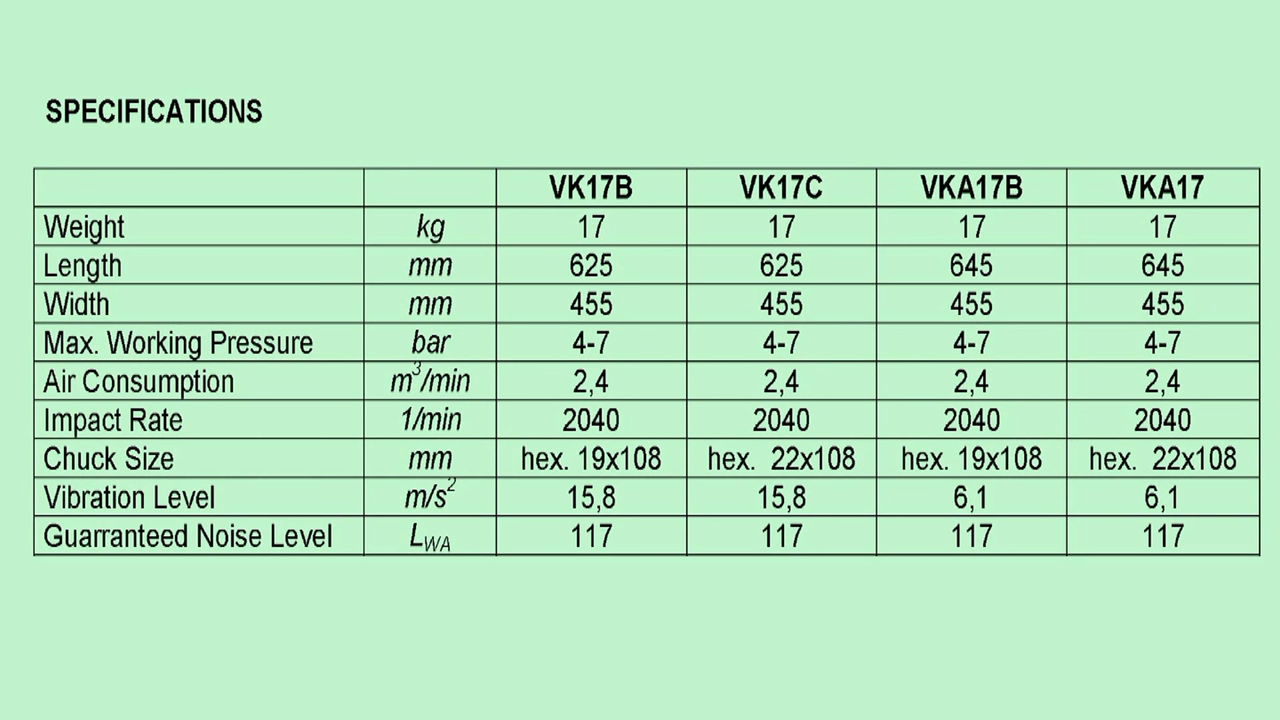 SPECIFICATIONS
VK17B VK17C VKA17B VKA17
Weight kg 17 17 17 17
Length mm 625 625 645 645
Width mm 455 455 455 455
Max. Working Pressure bar 4-7 4-7 4-7 4-7
Air Consumption m³/min 2,4 2,4 2,4 2,4
Impact Rate 1/min 2040 2040 2040 2040
Chuck Size mm hex. 19x108 hex. 22x108 hex. 19x108 hex. 22x108
Vibration Level m/s² 15,8 15,8 6,1 6,1
Guarranteed Noise Level LWA 117 117 117 117